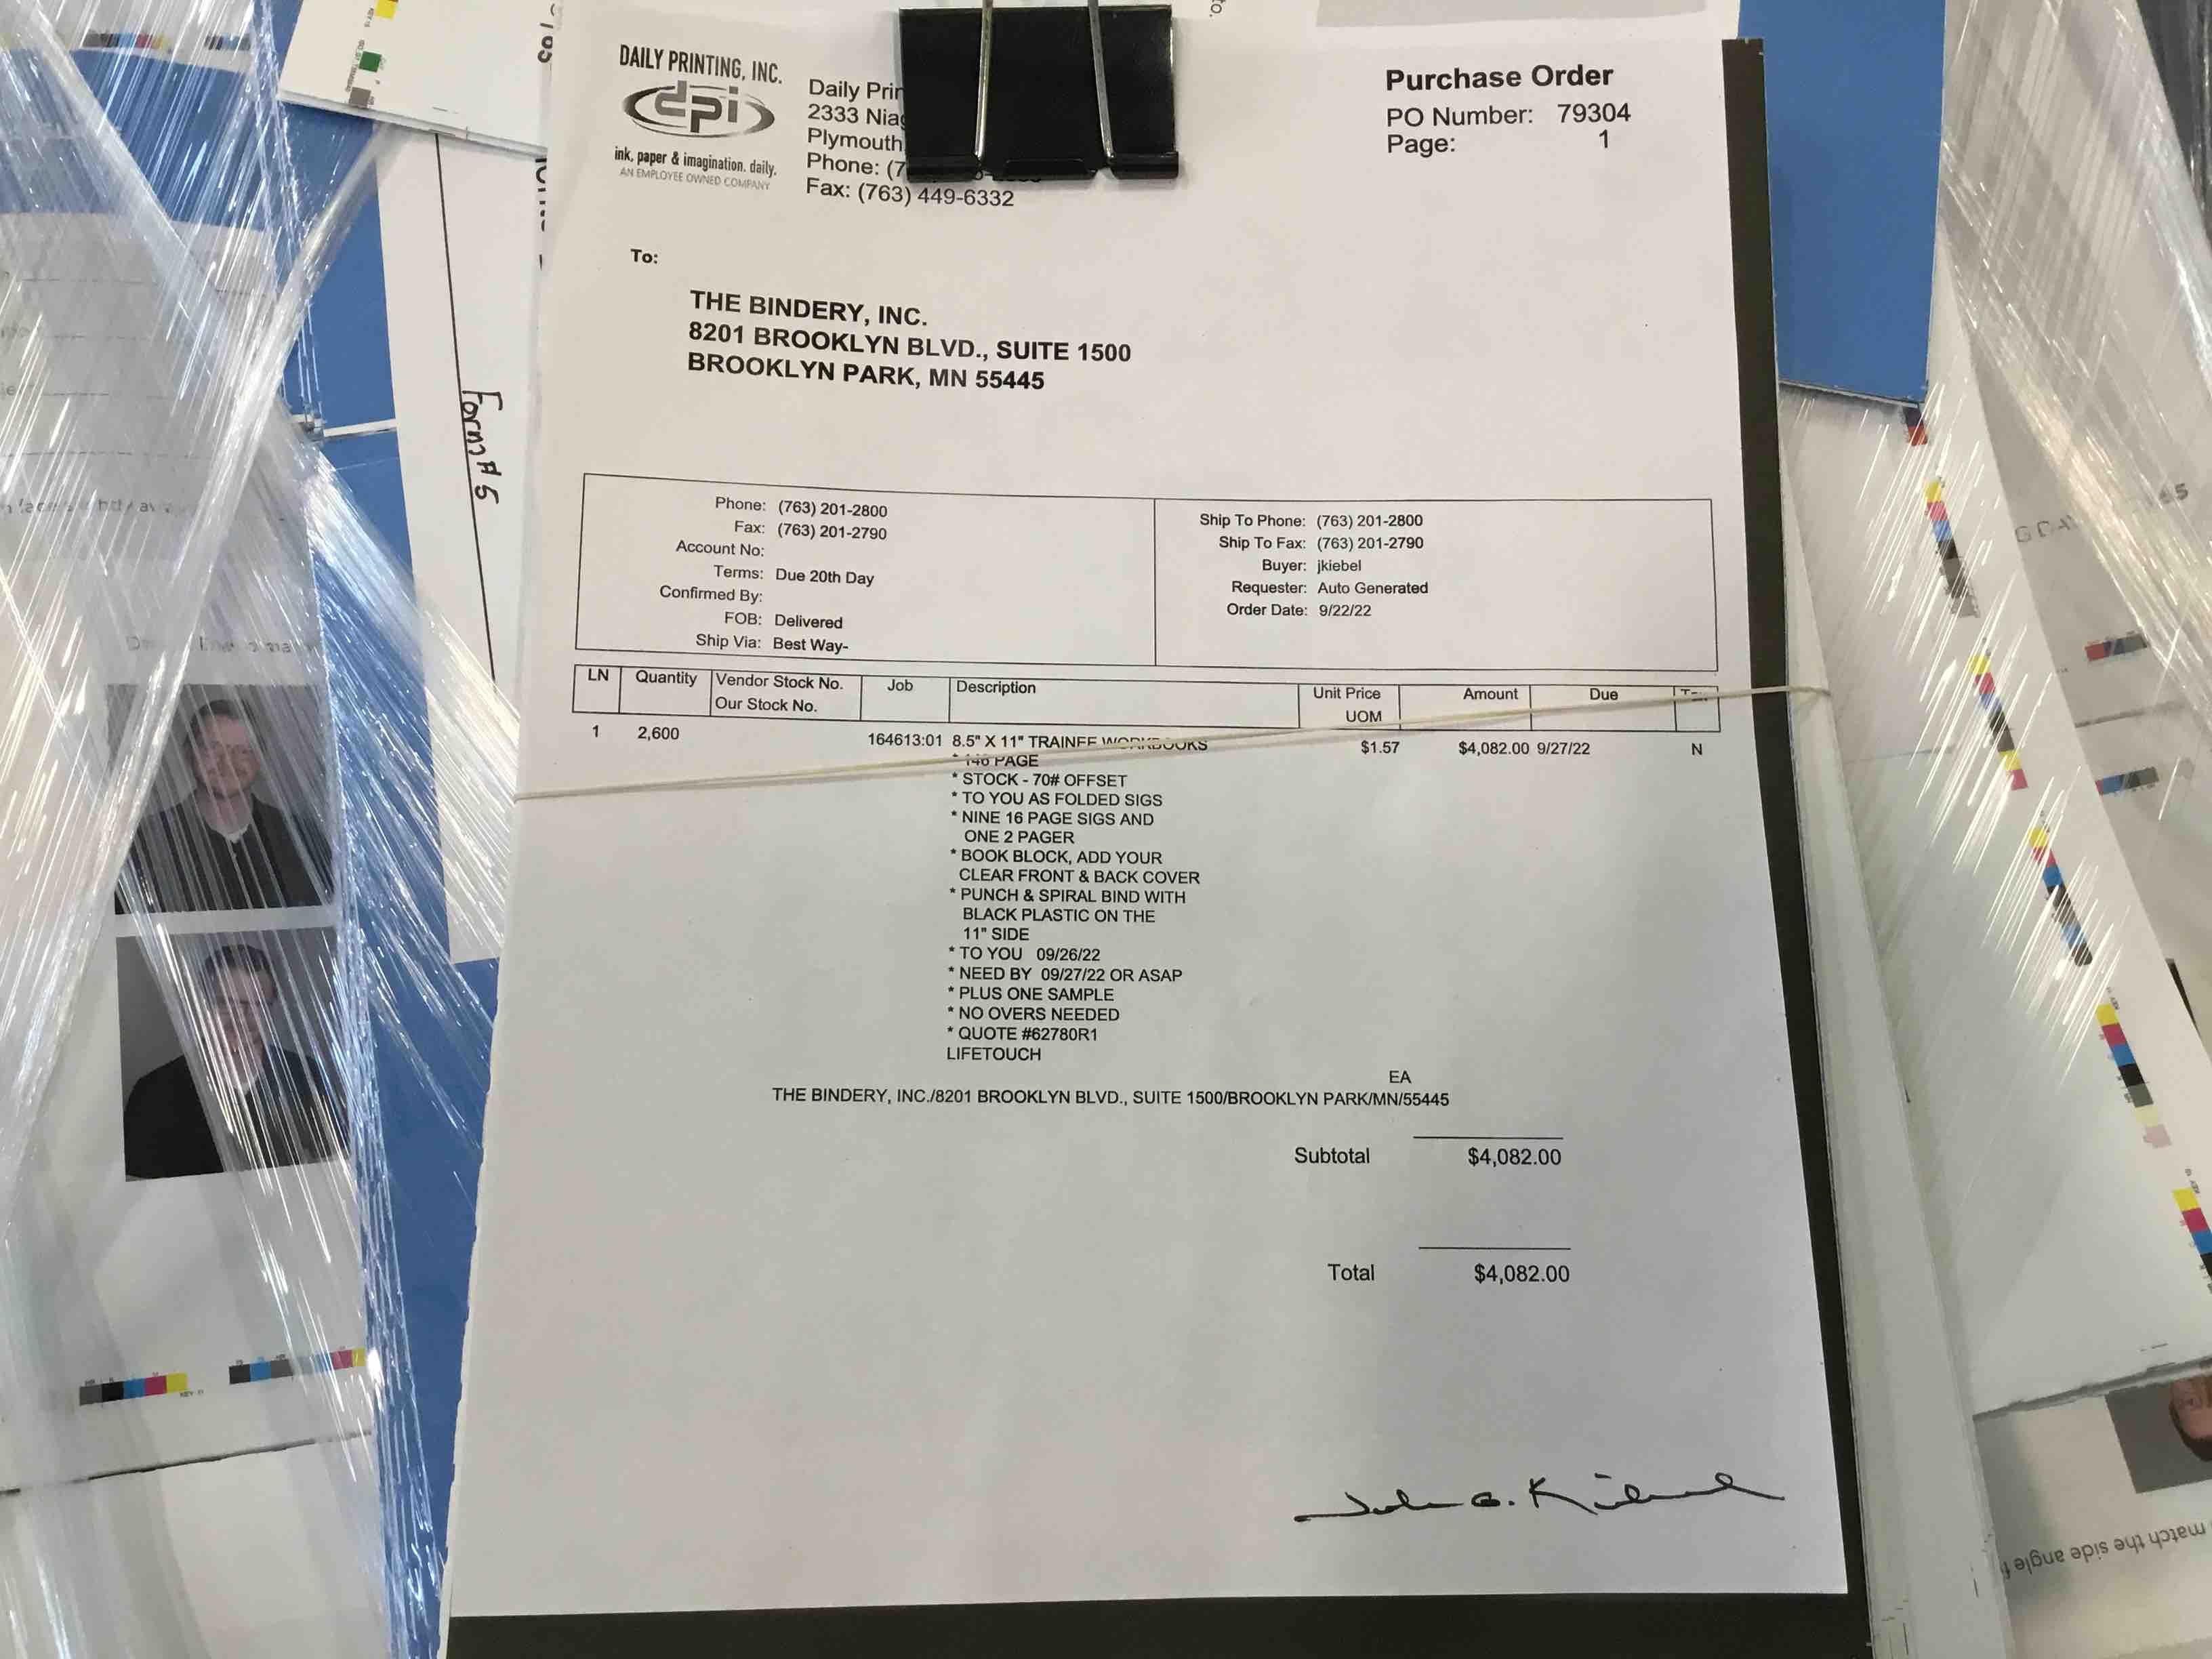 DAILY PRINTING, INC.
dpi
ink, paper & imagination. daily.
AN EMPLOYEE OWNED COMPANY
Daily
2333
Plymouth
Phone: (7
Fax: (763) 449-6332
Purchase Order
PO Number: 79304
Page: 1
To:
THE BINDERY, INC.
8201 BROOKLYN BLVD., SUITE 1500
BROOKLYN PARK, MN 55445
Form# 5
Phone: (763) 201-2800
Fax: (763) 201-2790
Account No:
Terms: Due 20th Day
Confirmed By:
FOB: Delivered
Ship Via: Best Way-
Ship To Phone: (763) 201-2800
Ship To Fax: (763) 201-2790
Buyer: jkiebel
Requester: Auto Generated
Order Date: 9/22/22
LN Quantity Vendor Stock No. Job Description Unit Price Amount Due
Our Stock No. UOM
1 2,600 164613:01 8.5" X 11" TRAINEE WORKBOOKS $1.57 $4,082.00 9/27/22 N
* 146 PAGE
* STOCK - 70# OFFSET
* TO YOU AS FOLDED SIGS
* NINE 16 PAGE SIGS AND
ONE 2 PAGER
* BOOK BLOCK, ADD YOUR
CLEAR FRONT & BACK COVER
* PUNCH & SPIRAL BIND WITH
BLACK PLASTIC ON THE
11" SIDE
* TO YOU 09/26/22
* NEED BY 09/27/22 OR ASAP
* PLUS ONE SAMPLE
* NO OVERS NEEDED
* QUOTE #62780R1
LIFETOUCH
EA
THE BINDERY, INC./8201 BROOKLYN BLVD., SUITE 1500/BROOKLYN PARK/MN/55445
Subtotal $4,082.00
Total $4,082.00
match the side angle